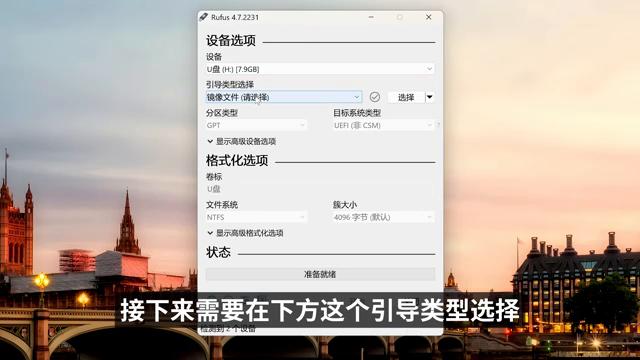 Rufus 4.7.2231
设备选项
设备
U盘 (H:) [7.9GB]
引导类型选择
镜像文件 (请选择)
选择
分区类型
目标系统类型
GPT
UEFI (非 CSM)
?
显示高级设备选项
格式化选项
卷标
U盘
文件系统
簇大小
NTFS
4096 字节 (默认)
显示高级格式化选项
状态
准备就绪
接下来需要在下方这个引导类型选择
检测到 2 个设备